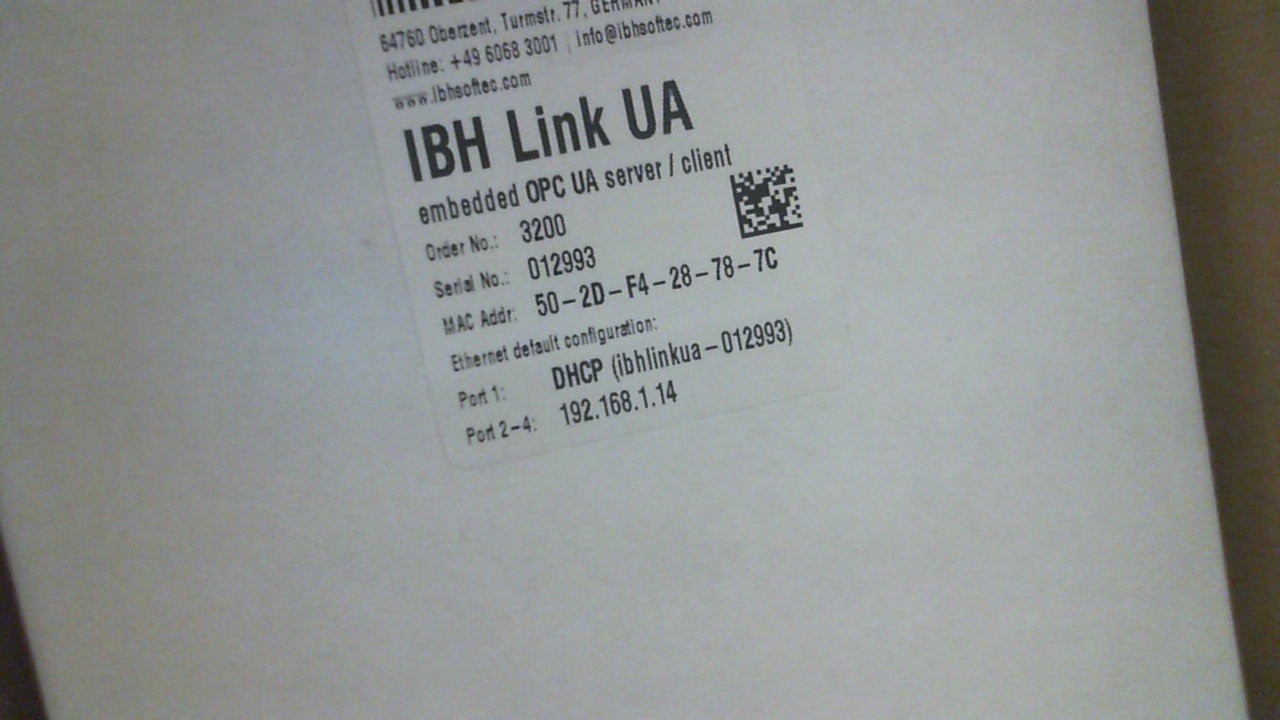 64760 Oberzent, Turmstr. 77, GERMANY
Hotline: +49 6068 3001 | info@ibhsoftec.com
www.ibhsoftec.com
IBH Link UA
embedded OPC UA server / client
Order No.: 3200
Serial No.: 012993
MAC Addr: 50-2D-F4-28-78-7C
Ethernet default configuration:
Port 1: DHCP (ibhlinkua-012993)
Port 2-4: 192.168.1.14